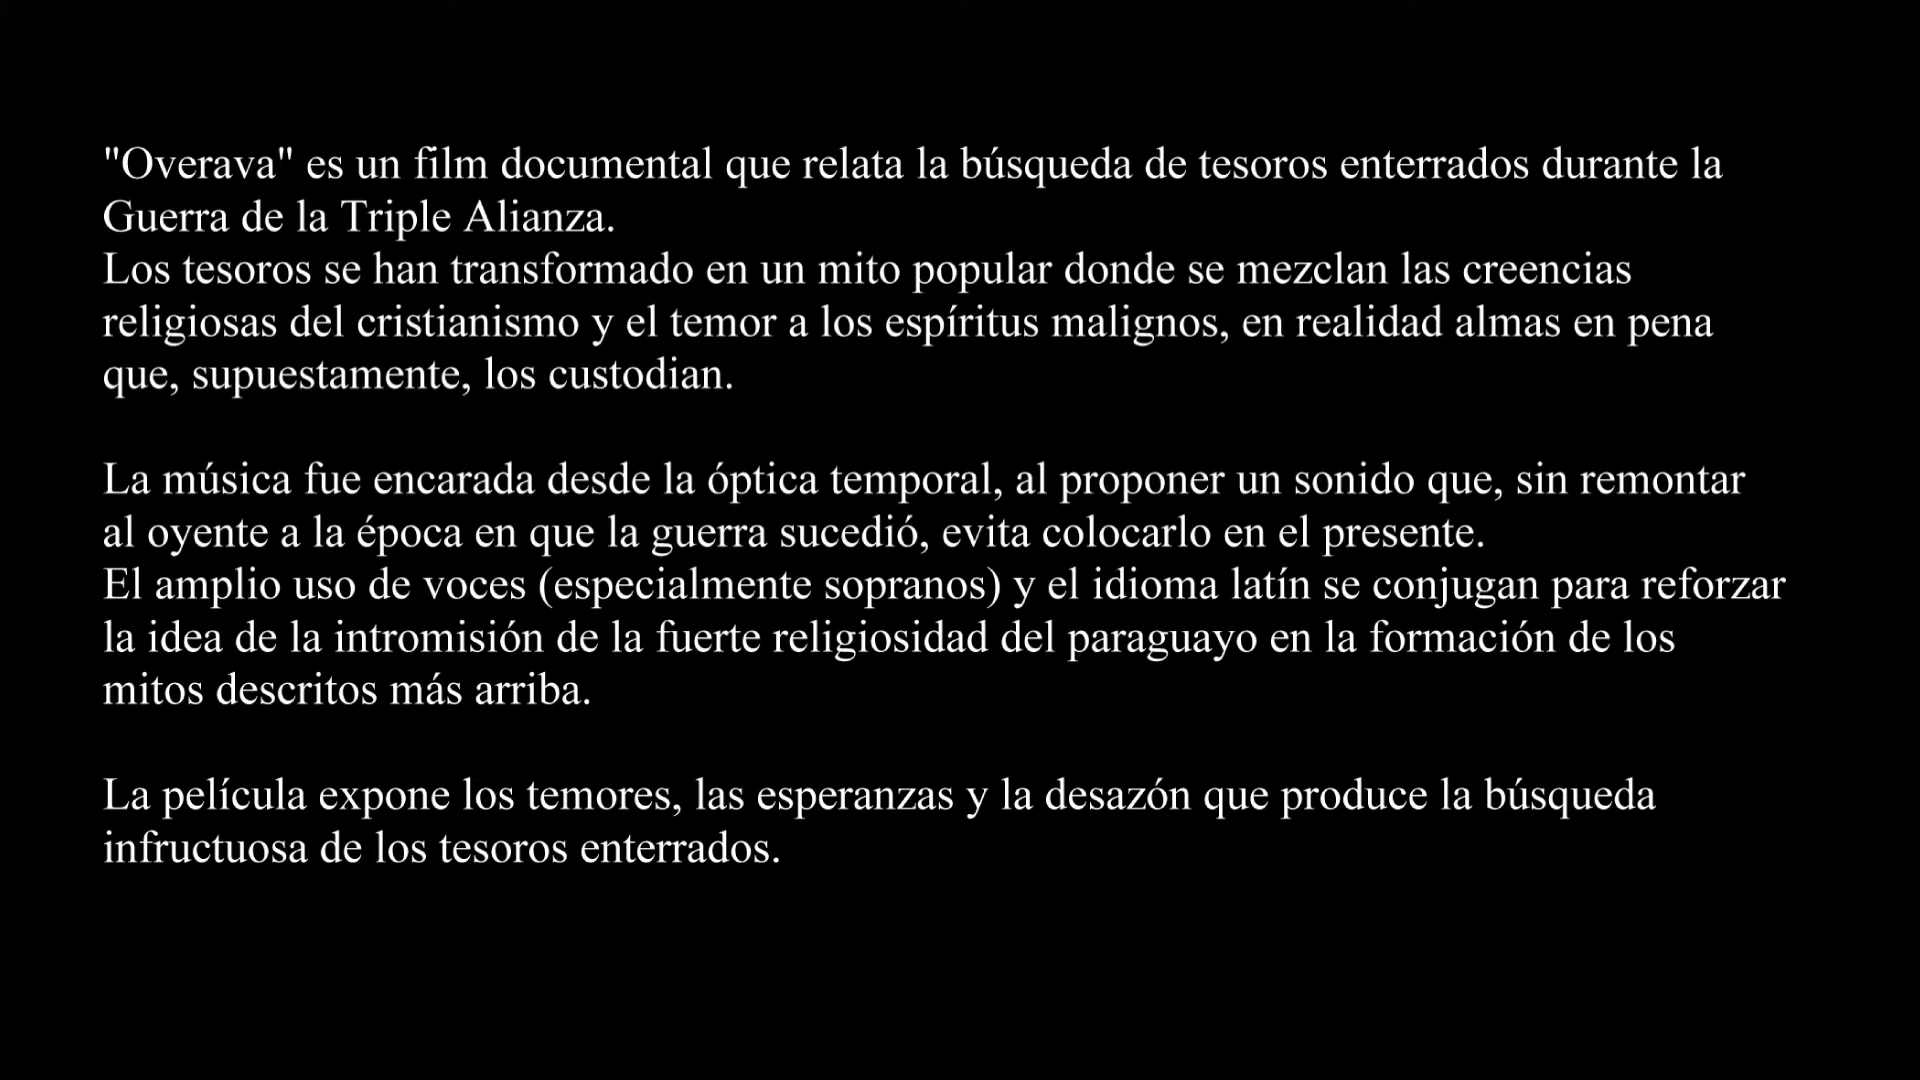 "Overava" es un film documental que relata la búsqueda de tesoros enterrados durante la
Guerra de la Triple Alianza.
Los tesoros se han transformado en un mito popular donde se mezclan las creencias
religiosas del cristianismo y el temor a los espíritus malignos, en realidad almas en pena
que, supuestamente, los custodian.
La música fue encarada desde la óptica temporal, al proponer un sonido que, sin remontar
al oyente a la época en que la guerra sucedió, evita colocarlo en el presente.
El amplio uso de voces (especialmente sopranos) y el idioma latín se conjugan para reforzar
la idea de la intromisión de la fuerte religiosidad del paraguayo en la formación de los
mitos descritos más arriba.
La película expone los temores, las esperanzas y la desazón que produce la búsqueda
infructuosa de los tesoros enterrados.